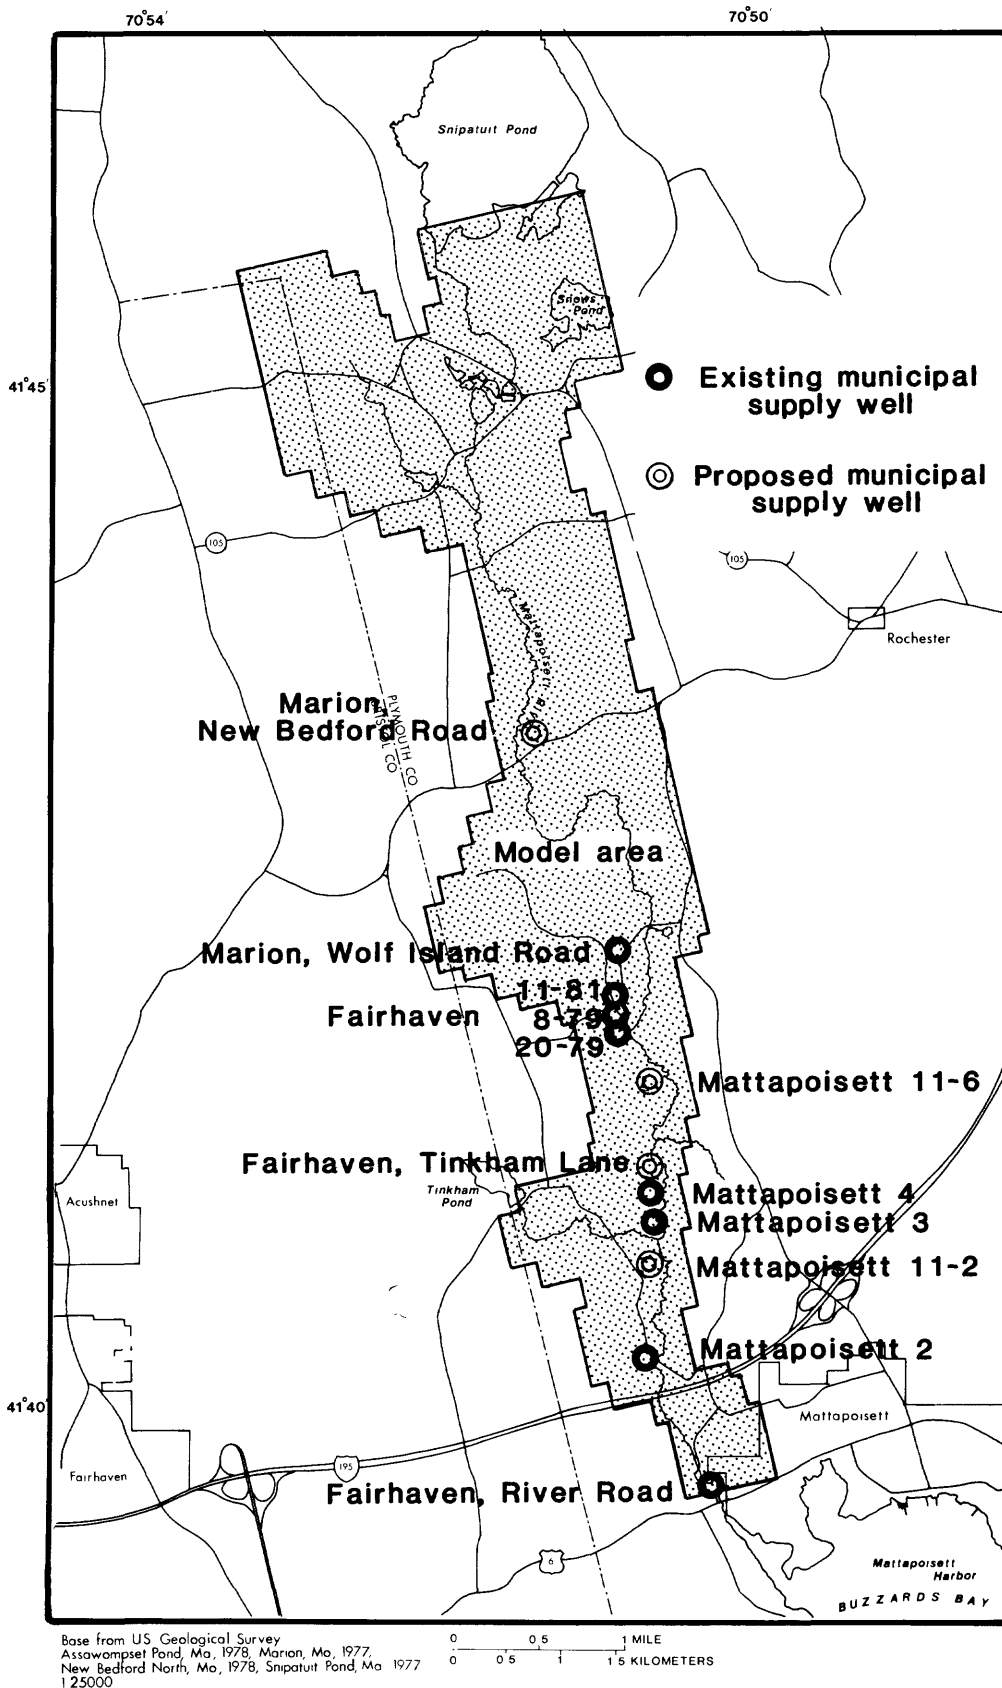 70°54'
70°50'
Snipatuit Pond
Snows
Pond
41°45'
Existing municipal
supply well
Proposed municipal
supply well
105
105
Rochester
Mattapoisett River
Marion,
New Bedford Road
PLYMOUTH CO
BRISTOL CO
Model area
Marion, Wolf Island Road
11-81
Fairhaven
8-79
20-79
Mattapoisett 11-6
Fairhaven, Tinkham Lane
Tinkham
Pond
Acushnet
Mattapoisett 4
Mattapoisett 3
Mattapoisett 11-2
Mattapoisett 2
41°40'
Mattapoisett
Fairhaven
195
Fairhaven, River Road
6
Mattapoisett
Harbor
BUZZARDS BAY
Base from US Geological Survey
Assawompset Pond, Ma, 1978, Marion, Mo, 1977,
New Bedford North, Mo, 1978, Snipatuit Pond, Ma 1977
1 25000
0 0 5 1 MILE
0 0 5 1 1 5 KILOMETERS